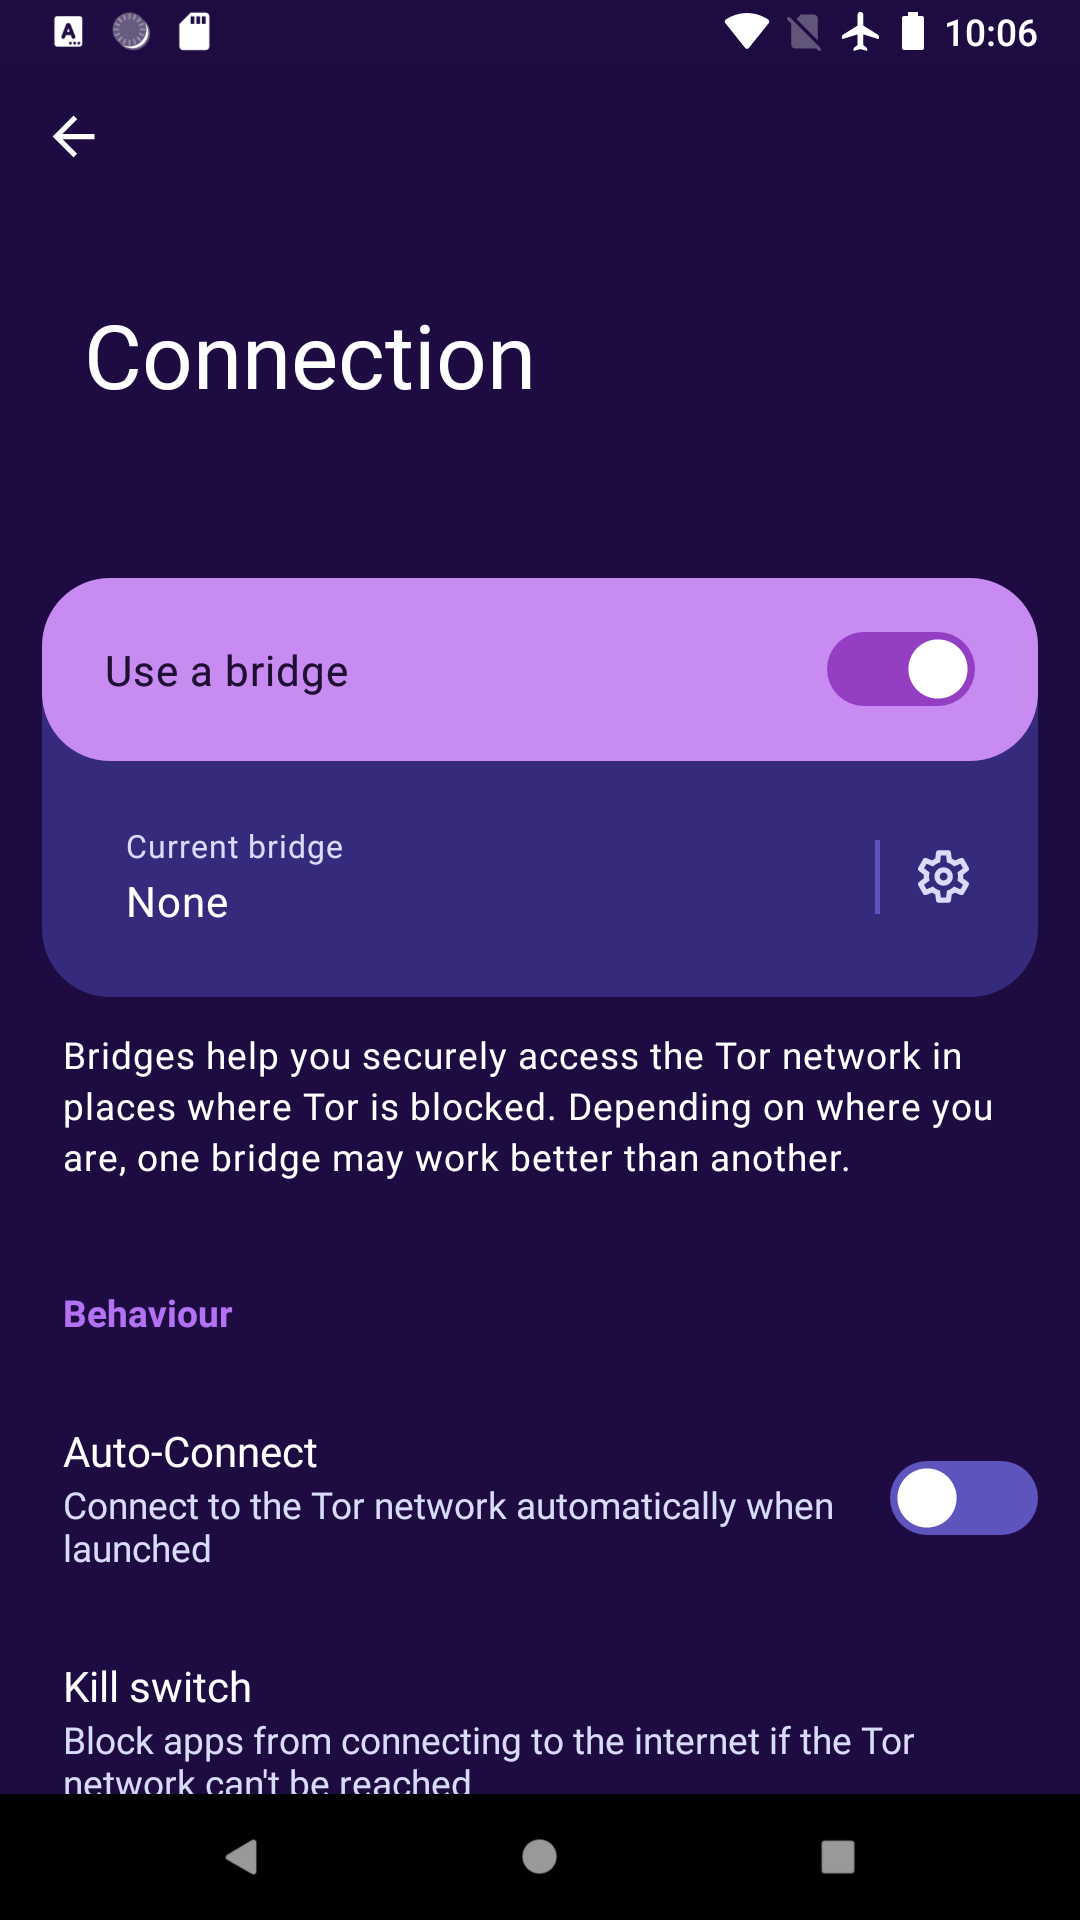 10:06
Connection
Use a bridge
Current bridge
None
Bridges help you securely access the Tor network in
places where Tor is blocked. Depending on where you
are, one bridge may work better than another.
Behaviour
Auto-Connect
Connect to the Tor network automatically when
launched
Kill switch
Block apps from connecting to the internet if the Tor
network can't be reached